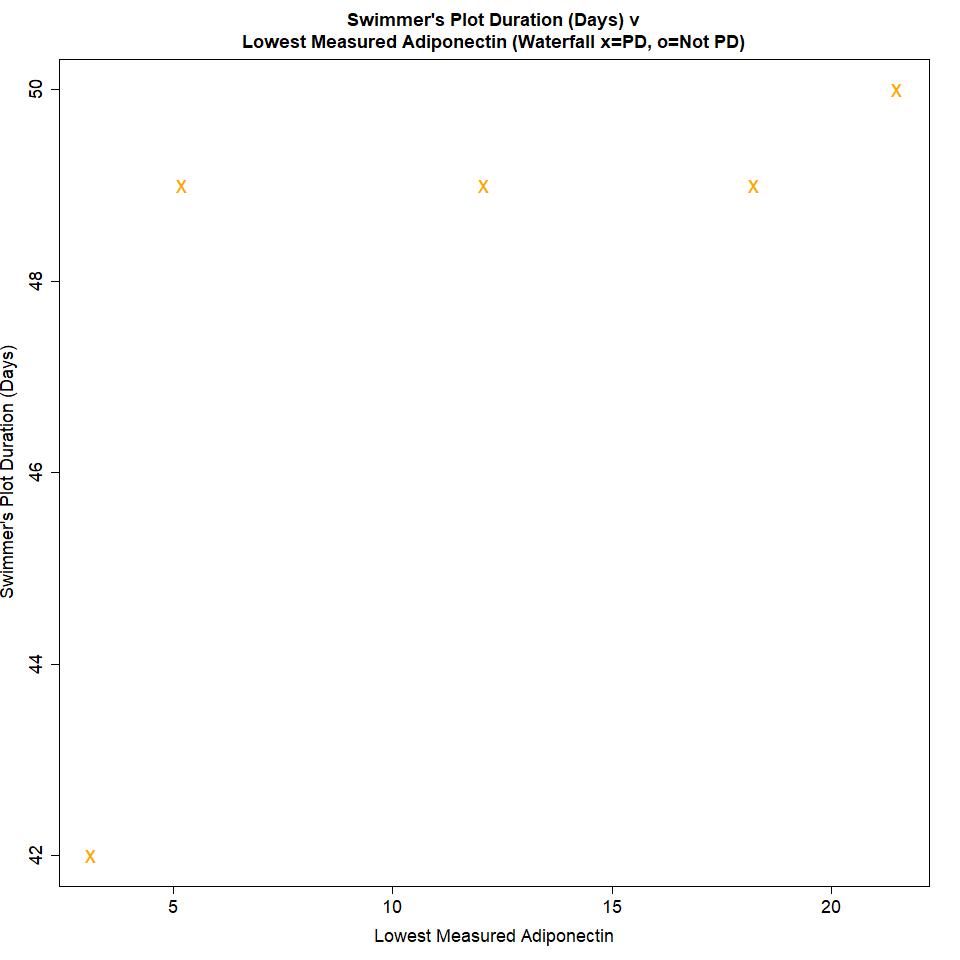 Swimmer's Plot Duration (Days) v
Lowest Measured Adiponectin (Waterfall x=PD, o=Not PD)
50
48
46
44
42
Swimmer's Plot Duration (Days)
X
X
X
X
X
5
10
15
20
Lowest Measured Adiponectin